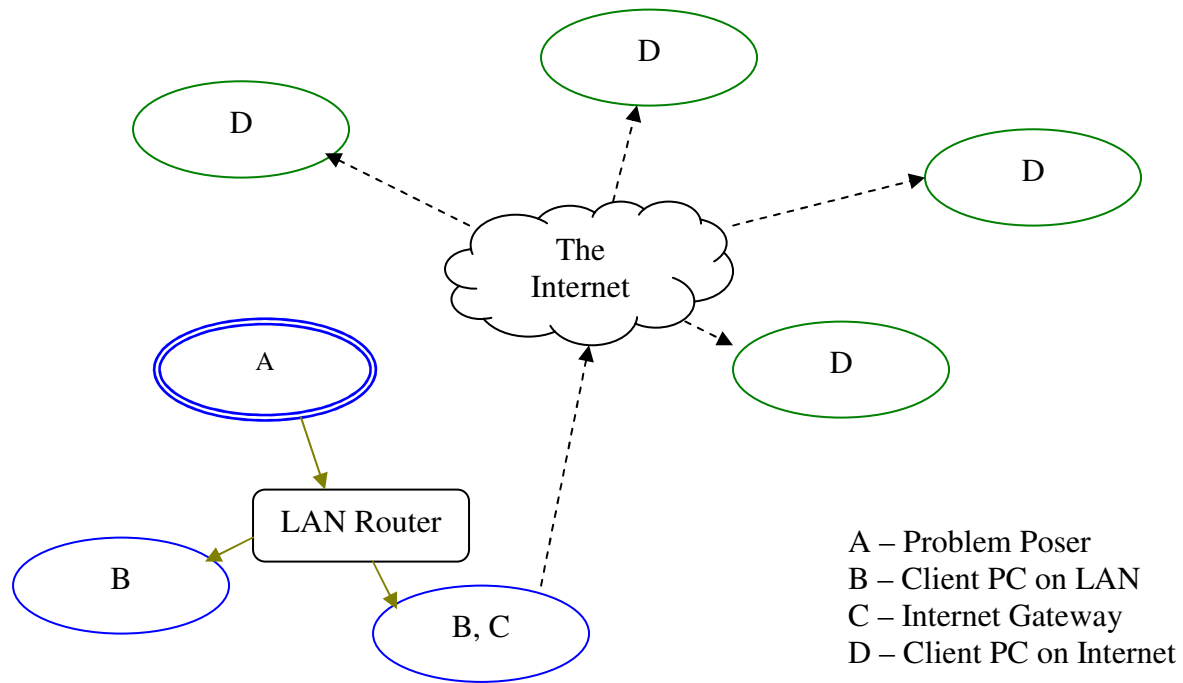 D
D
D
The
Internet
A
D
LAN Router
B
B, C
A – Problem Poser
B – Client PC on LAN
C – Internet Gateway
D – Client PC on Internet